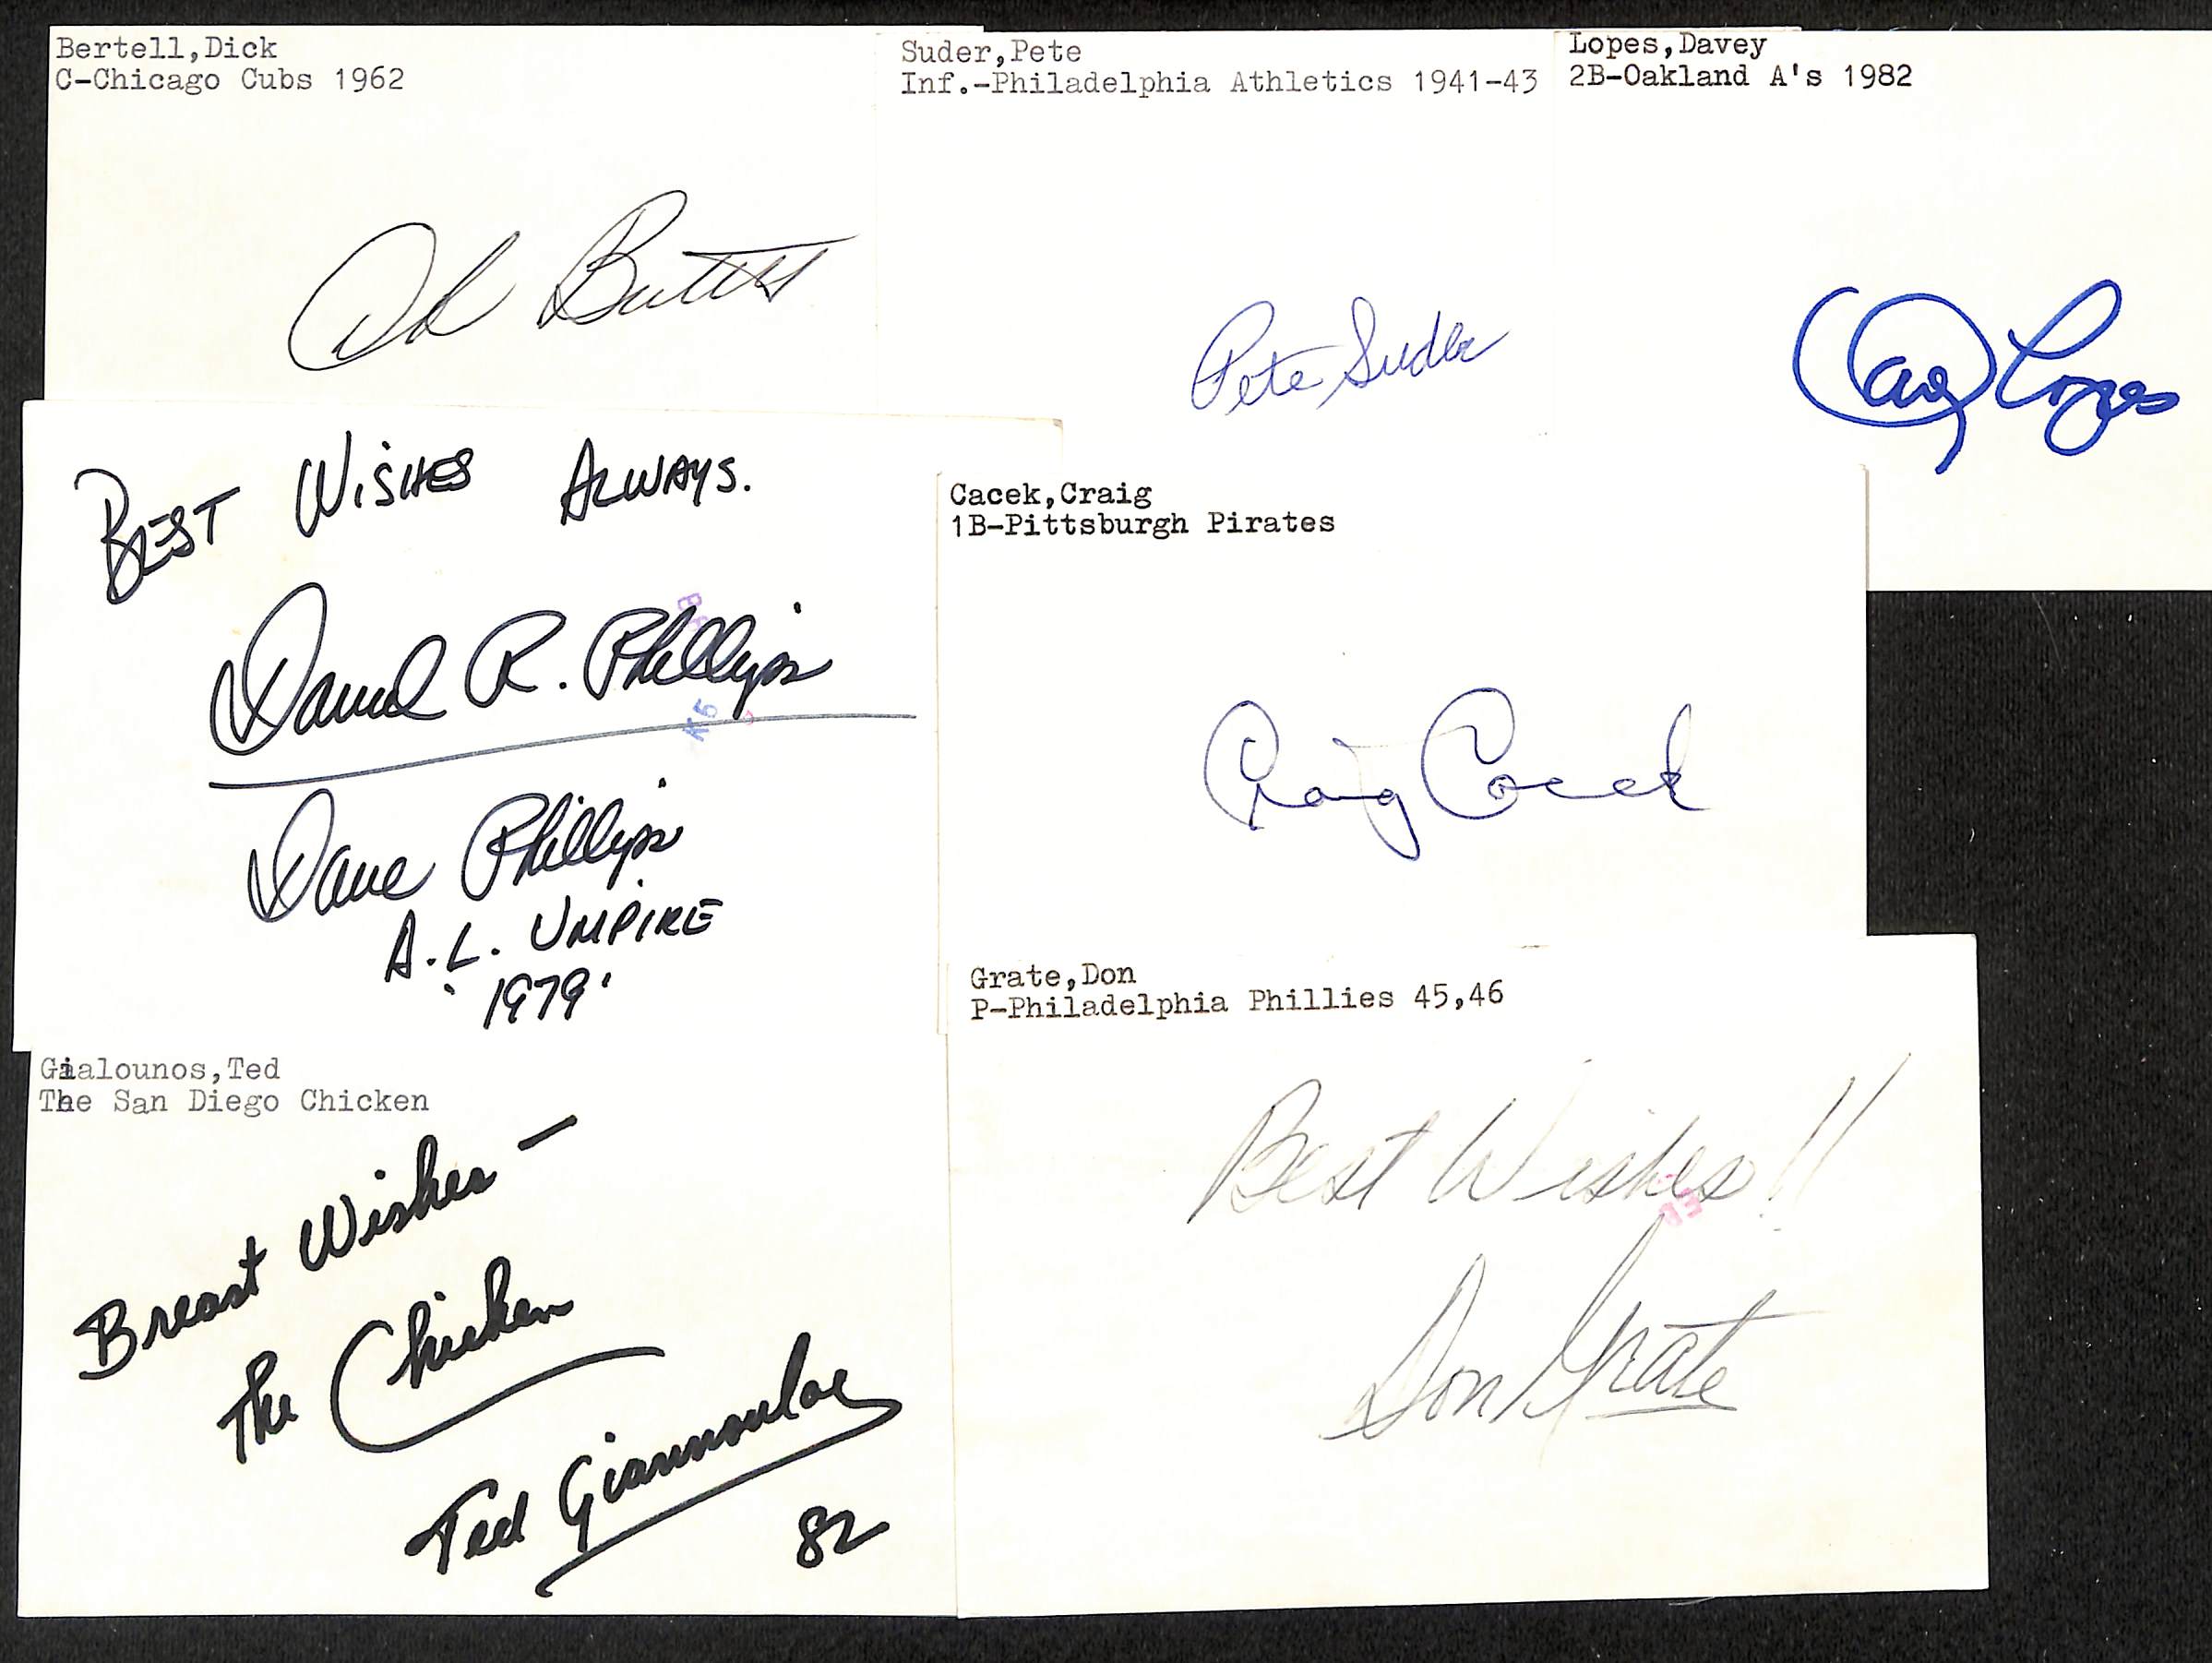 Bertell,Dick
C-Chicago Cubs 1962
Suder,Pete
Inf.-Philadelphia Athletics 1941-43
Pete Suder
Lopes,Davey
2B-Oakland A's 1982
Davey Lopes
BEST WISHES ALWAYS.
David R. Phillips
Dave Phillips
A.L. UMPIRE
1979
Cacek,Craig
1B-Pittsburgh Pirates
Craig Cacek
Gialounos,Ted
The San Diego Chicken
Breast Wishes —
The Chicken
Ted Giannoulas
82
Grate,Don
P-Philadelphia Phillies 45,46
Best Wishes!!
Don Grate